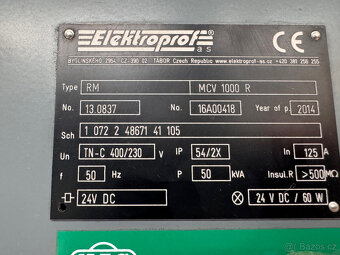 Elektroprof
a s
BYDLINSKÉHO 2964, CZ-390 02 TÁBOR Czech Republic www.elektroprof-as.cz +420 381 256 255
CE
Type RM MCV 1000 R
No. 13.0837 No. 16A00418 Year of p. 2014
Sch 1 072 2 48671 41 105
Un TN-C 400/230 V IP 54/2X In 125 A
f 50 Hz P 50 kVA Insul.R >500 MΩ
24V DC 24 V DC / 60 W